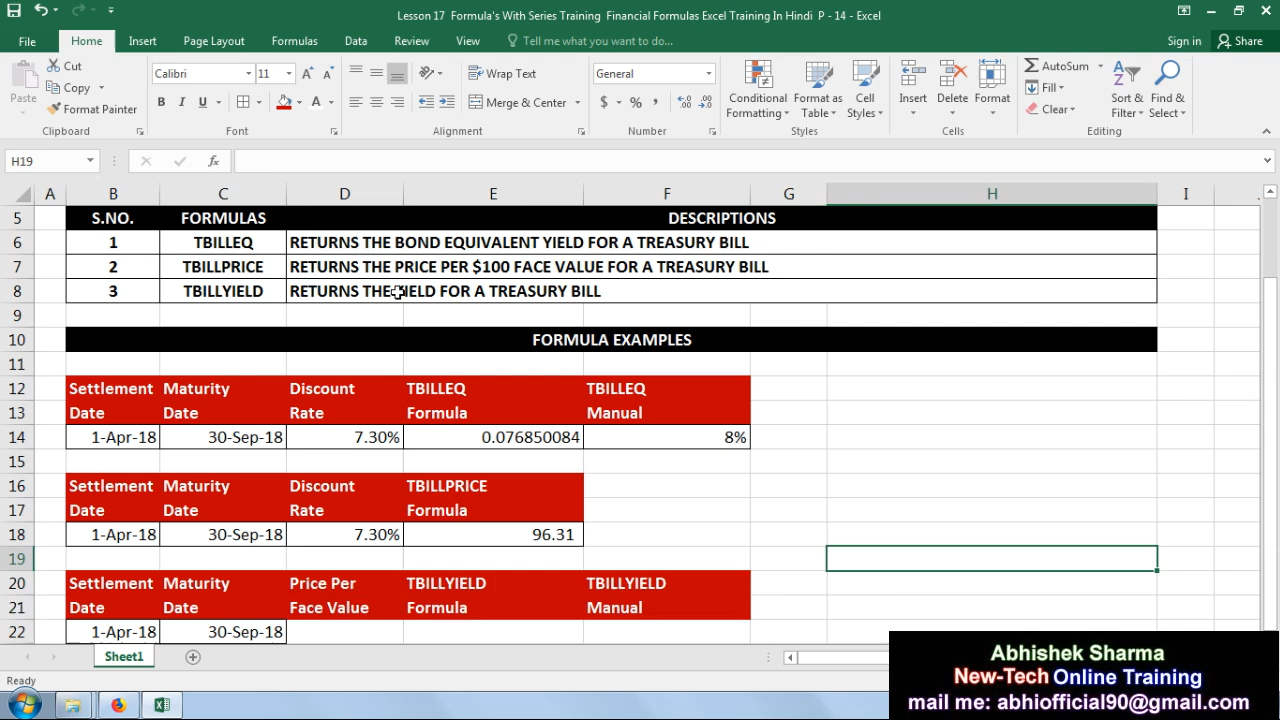 Lesson 17  Formula's With Series Training  Financial Formulas Excel Training In Hindi  P - 14 - Excel
File Home Insert Page Layout Formulas Data Review View Tell me what you want to do... Sign in Share
Paste Cut Copy Format Painter Clipboard
Calibri 11 B I U A Font
Wrap Text Merge & Center Alignment
General $ % , Number
Conditional Formatting Format as Table Cell Styles Styles
Insert Delete Format Cells
AutoSum Fill Clear Sort & Filter Find & Select Editing
H19 fx
A B C D E F G H I
5 S.NO. FORMULAS DESCRIPTIONS
6 1 TBILLEQ RETURNS THE BOND EQUIVALENT YIELD FOR A TREASURY BILL
7 2 TBILLPRICE RETURNS THE PRICE PER $100 FACE VALUE FOR A TREASURY BILL
8 3 TBILLYIELD RETURNS THE YIELD FOR A TREASURY BILL
9
10 FORMULA EXAMPLES
11
12 Settlement Maturity Discount TBILLEQ TBILLEQ
13 Date Date Rate Formula Manual
14 1-Apr-18 30-Sep-18 7.30% 0.076850084 8%
15
16 Settlement Maturity Discount TBILLPRICE
17 Date Date Rate Formula
18 1-Apr-18 30-Sep-18 7.30% 96.31
19
20 Settlement Maturity Price Per TBILLYIELD TBILLYIELD
21 Date Date Face Value Formula Manual
22 1-Apr-18 30-Sep-18
Sheet1
Ready
Abhishek Sharma
New-Tech Online Training
mail me: abhiofficial90@gmail.com